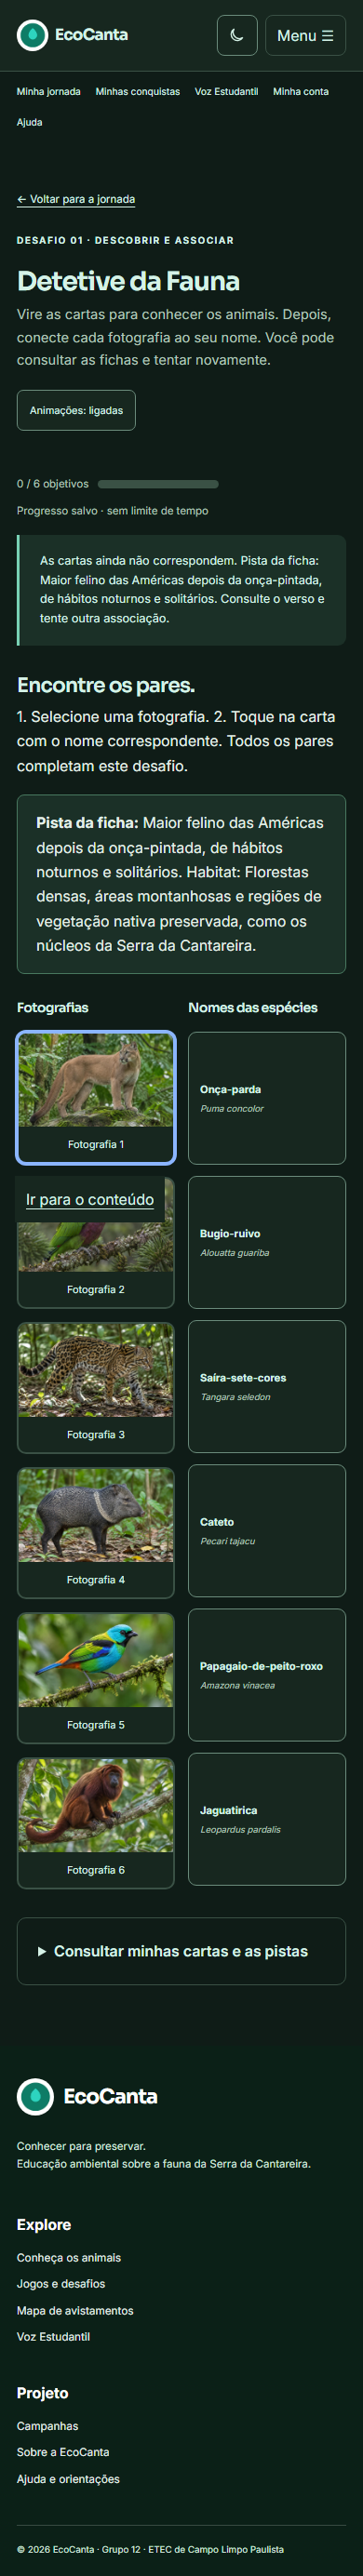 EcoCanta
Menu ☰
Minha jornada Minhas conquistas Voz Estudantil Minha conta
Ajuda
← Voltar para a jornada
DESAFIO 01 · DESCOBRIR E ASSOCIAR
Detetive da Fauna
Vire as cartas para conhecer os animais. Depois,
conecte cada fotografia ao seu nome. Você pode
consultar as fichas e tentar novamente.
Animações: ligadas
0 / 6 objetivos
Progresso salvo · sem limite de tempo
As cartas ainda não correspondem. Pista da ficha:
Maior felino das Américas depois da onça-pintada,
de hábitos noturnos e solitários. Consulte o verso e
tente outra associação.
Encontre os pares.
1. Selecione uma fotografia. 2. Toque na carta
com o nome correspondente. Todos os pares
completam este desafio.
Pista da ficha: Maior felino das Américas
depois da onça-pintada, de hábitos
noturnos e solitários. Habitat: Florestas
densas, áreas montanhosas e regiões de
vegetação nativa preservada, como os
núcleos da Serra da Cantareira.
Fotografias
Nomes das espécies
Fotografia 1
Onça-parda
Puma concolor
Ir para o conteúdo
Fotografia 2
Bugio-ruivo
Alouatta guariba
Fotografia 3
Saíra-sete-cores
Tangara seledon
Fotografia 4
Cateto
Pecari tajacu
Fotografia 5
Papagaio-de-peito-roxo
Amazona vinacea
Fotografia 6
Jaguatirica
Leopardus pardalis
▶ Consultar minhas cartas e as pistas
EcoCanta
Conhecer para preservar.
Educação ambiental sobre a fauna da Serra da Cantareira.
Explore
Conheça os animais
Jogos e desafios
Mapa de avistamentos
Voz Estudantil
Projeto
Campanhas
Sobre a EcoCanta
Ajuda e orientações
© 2026 EcoCanta · Grupo 12 · ETEC de Campo Limpo Paulista